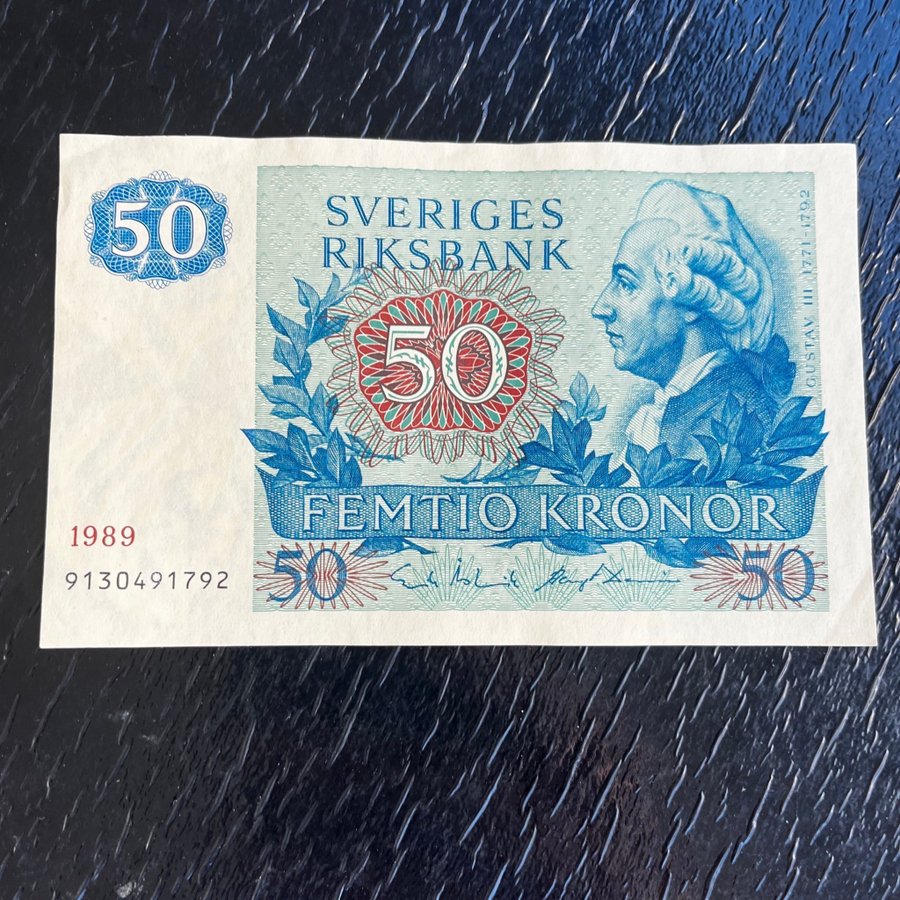 50
SVERIGES
RIKSBANK
50
GUSTAV III 1771-1792
FEMTIO KRONOR
1989
9130491792
50
50